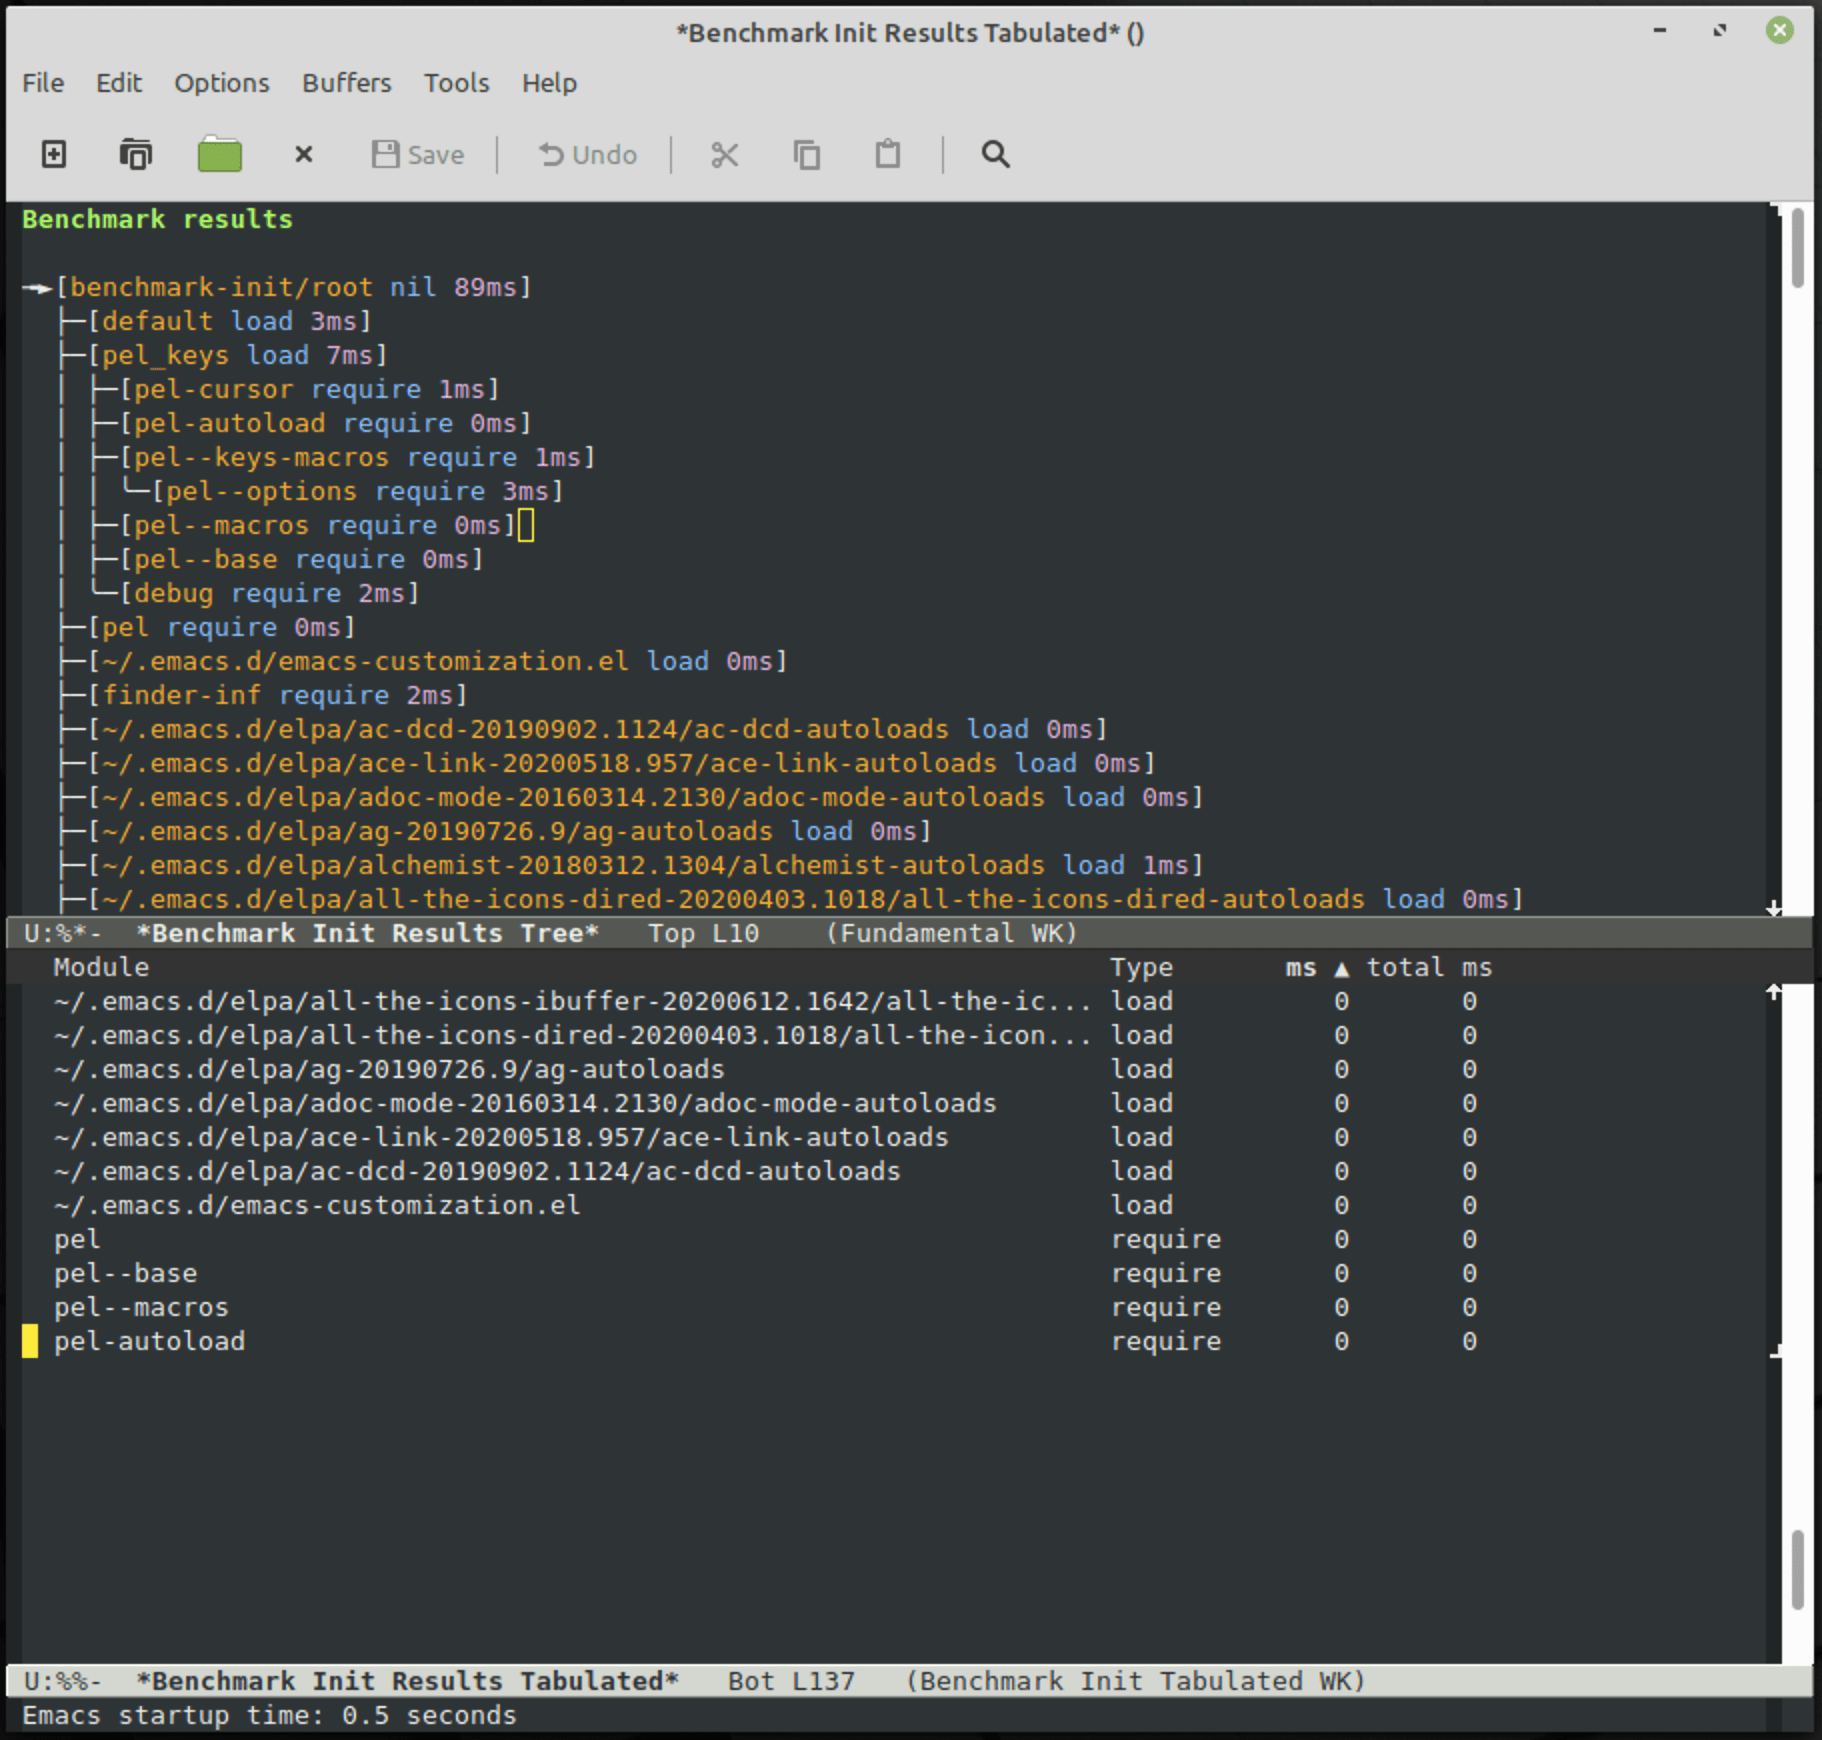 *Benchmark Init Results Tabulated* ()
File Edit Options Buffers Tools Help
Save Undo
Benchmark results
[benchmark-init/root nil 89ms]
├─[default load 3ms]
├─[pel_keys load 7ms]
│ ├─[pel-cursor require 1ms]
│ ├─[pel-autoload require 0ms]
│ ├─[pel--keys-macros require 1ms]
│ │ ╰─[pel--options require 3ms]
│ ├─[pel--macros require 0ms]
│ ├─[pel--base require 0ms]
│ ╰─[debug require 2ms]
├─[pel require 0ms]
├─[~/.emacs.d/emacs-customization.el load 0ms]
├─[finder-inf require 2ms]
├─[~/.emacs.d/elpa/ac-dcd-20190902.1124/ac-dcd-autoloads load 0ms]
├─[~/.emacs.d/elpa/ace-link-20200518.957/ace-link-autoloads load 0ms]
├─[~/.emacs.d/elpa/adoc-mode-20160314.2130/adoc-mode-autoloads load 0ms]
├─[~/.emacs.d/elpa/ag-20190726.9/ag-autoloads load 0ms]
├─[~/.emacs.d/elpa/alchemist-20180312.1304/alchemist-autoloads load 1ms]
├─[~/.emacs.d/elpa/all-the-icons-dired-20200403.1018/all-the-icons-dired-autoloads load 0ms]
U:%*- *Benchmark Init Results Tree* Top L10 (Fundamental WK)
Module Type ms ▲ total ms
~/.emacs.d/elpa/all-the-icons-ibuffer-20200612.1642/all-the-ic... load 0 0
~/.emacs.d/elpa/all-the-icons-dired-20200403.1018/all-the-icon... load 0 0
~/.emacs.d/elpa/ag-20190726.9/ag-autoloads load 0 0
~/.emacs.d/elpa/adoc-mode-20160314.2130/adoc-mode-autoloads load 0 0
~/.emacs.d/elpa/ace-link-20200518.957/ace-link-autoloads load 0 0
~/.emacs.d/elpa/ac-dcd-20190902.1124/ac-dcd-autoloads load 0 0
~/.emacs.d/emacs-customization.el load 0 0
pel require 0 0
pel--base require 0 0
pel--macros require 0 0
pel-autoload require 0 0
U:%%- *Benchmark Init Results Tabulated* Bot L137 (Benchmark Init Tabulated WK)
Emacs startup time: 0.5 seconds